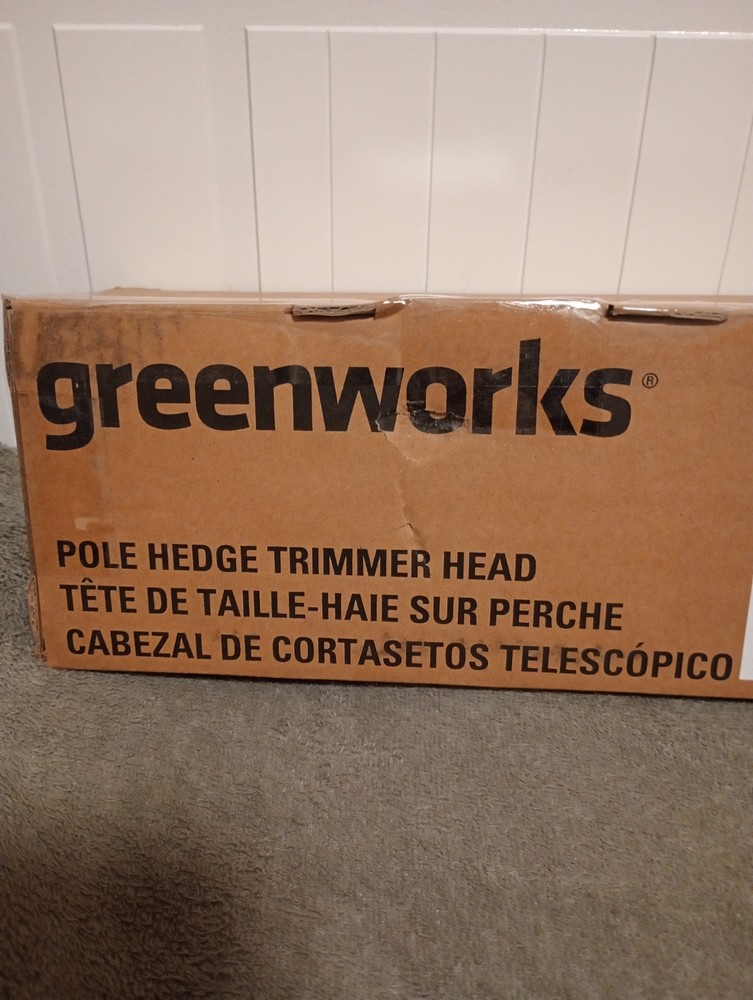 greenworks®
POLE HEDGE TRIMMER HEAD
TÊTE DE TAILLE-HAIE SUR PERCHE
CABEZAL DE CORTASETOS TELESCÓPICO